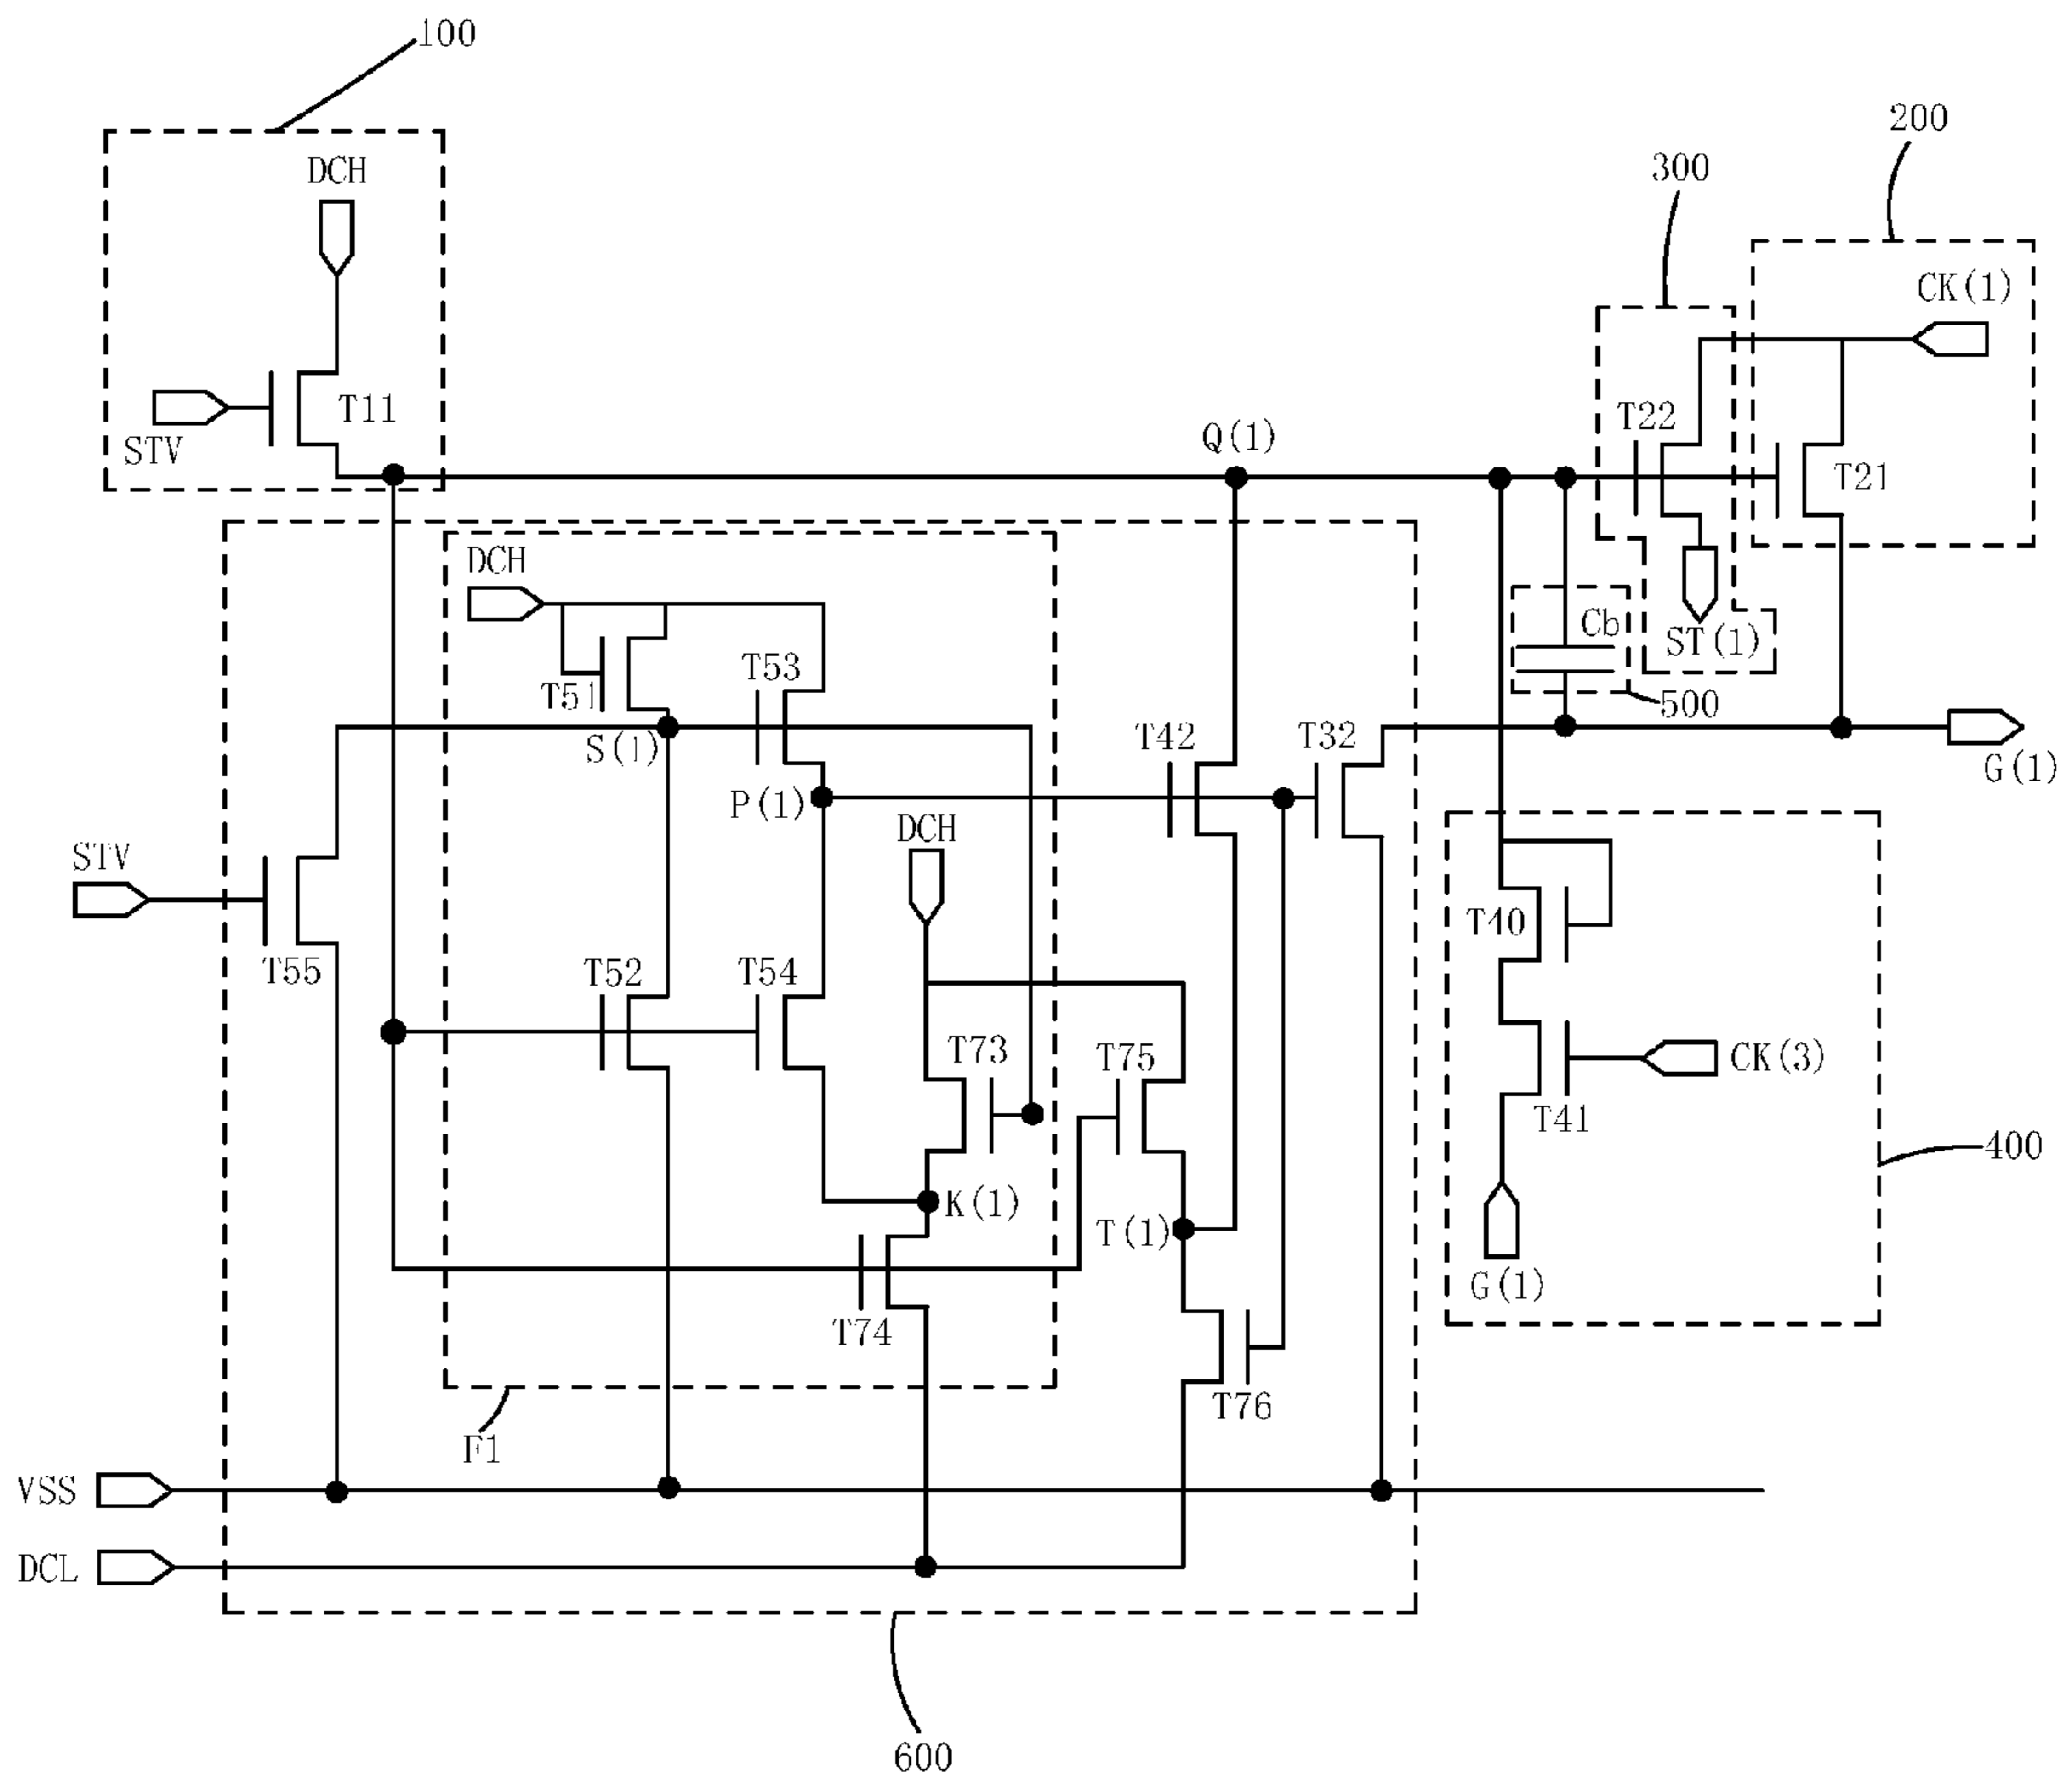 100
200
DCH
300
CK(1)
T11
STV
T22
Q(1)
T21
DCH
Cb
ST(1)
T53
T51
500
S(1)
T42
T32
G(1)
P(1)
DCH
STV
T40
T55
T52
T54
T73
T75
CK(3)
T41
400
K(1)
T(1)
G(1)
T74
T76
F1
VSS
DCL
600